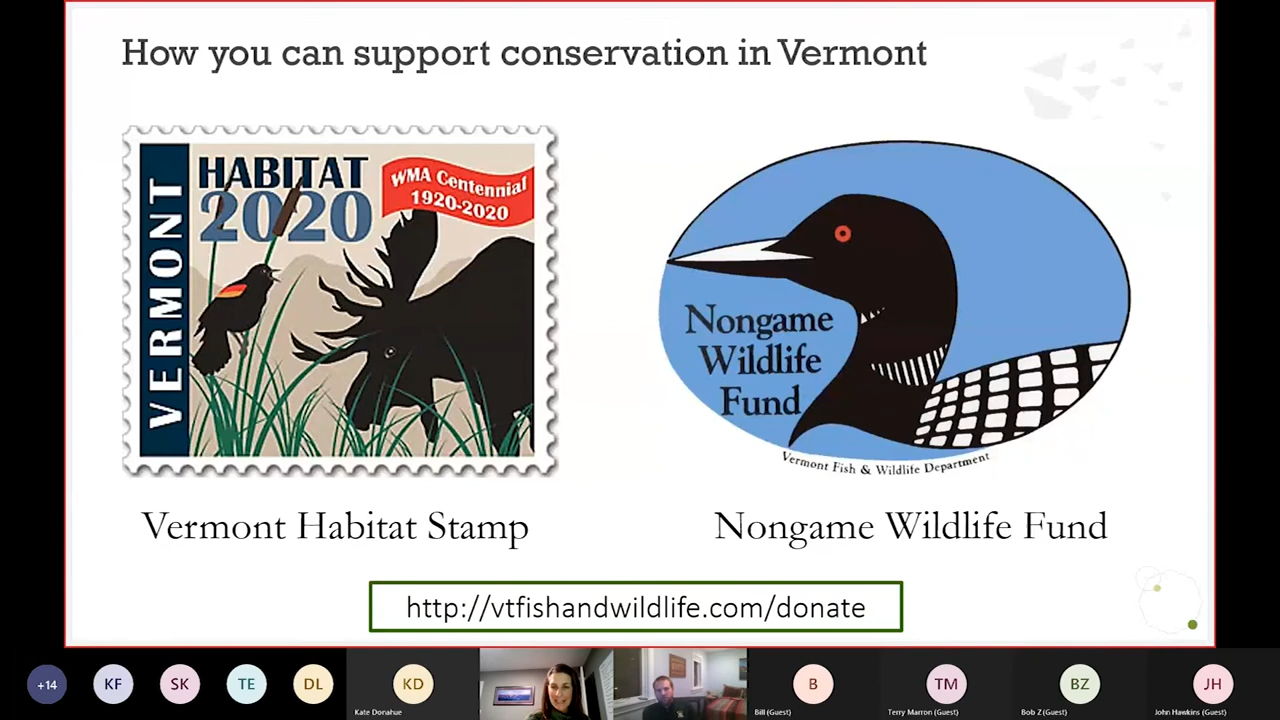 How you can support conservation in Vermont
VERMONT
HABITAT
2020
WMA Centennial
1920-2020
Nongame
Wildlife
Fund
Vermont Fish & Wildlife Department
Vermont Habitat Stamp
Nongame Wildlife Fund
http://vtfishandwildlife.com/donate
+14
KF
SK
TE
DL
KD
Kate Donahue
B
Bill (Guest)
TM
Terry Marron (Guest)
BZ
Bob Z (Guest)
JH
John Hawkins (Guest)